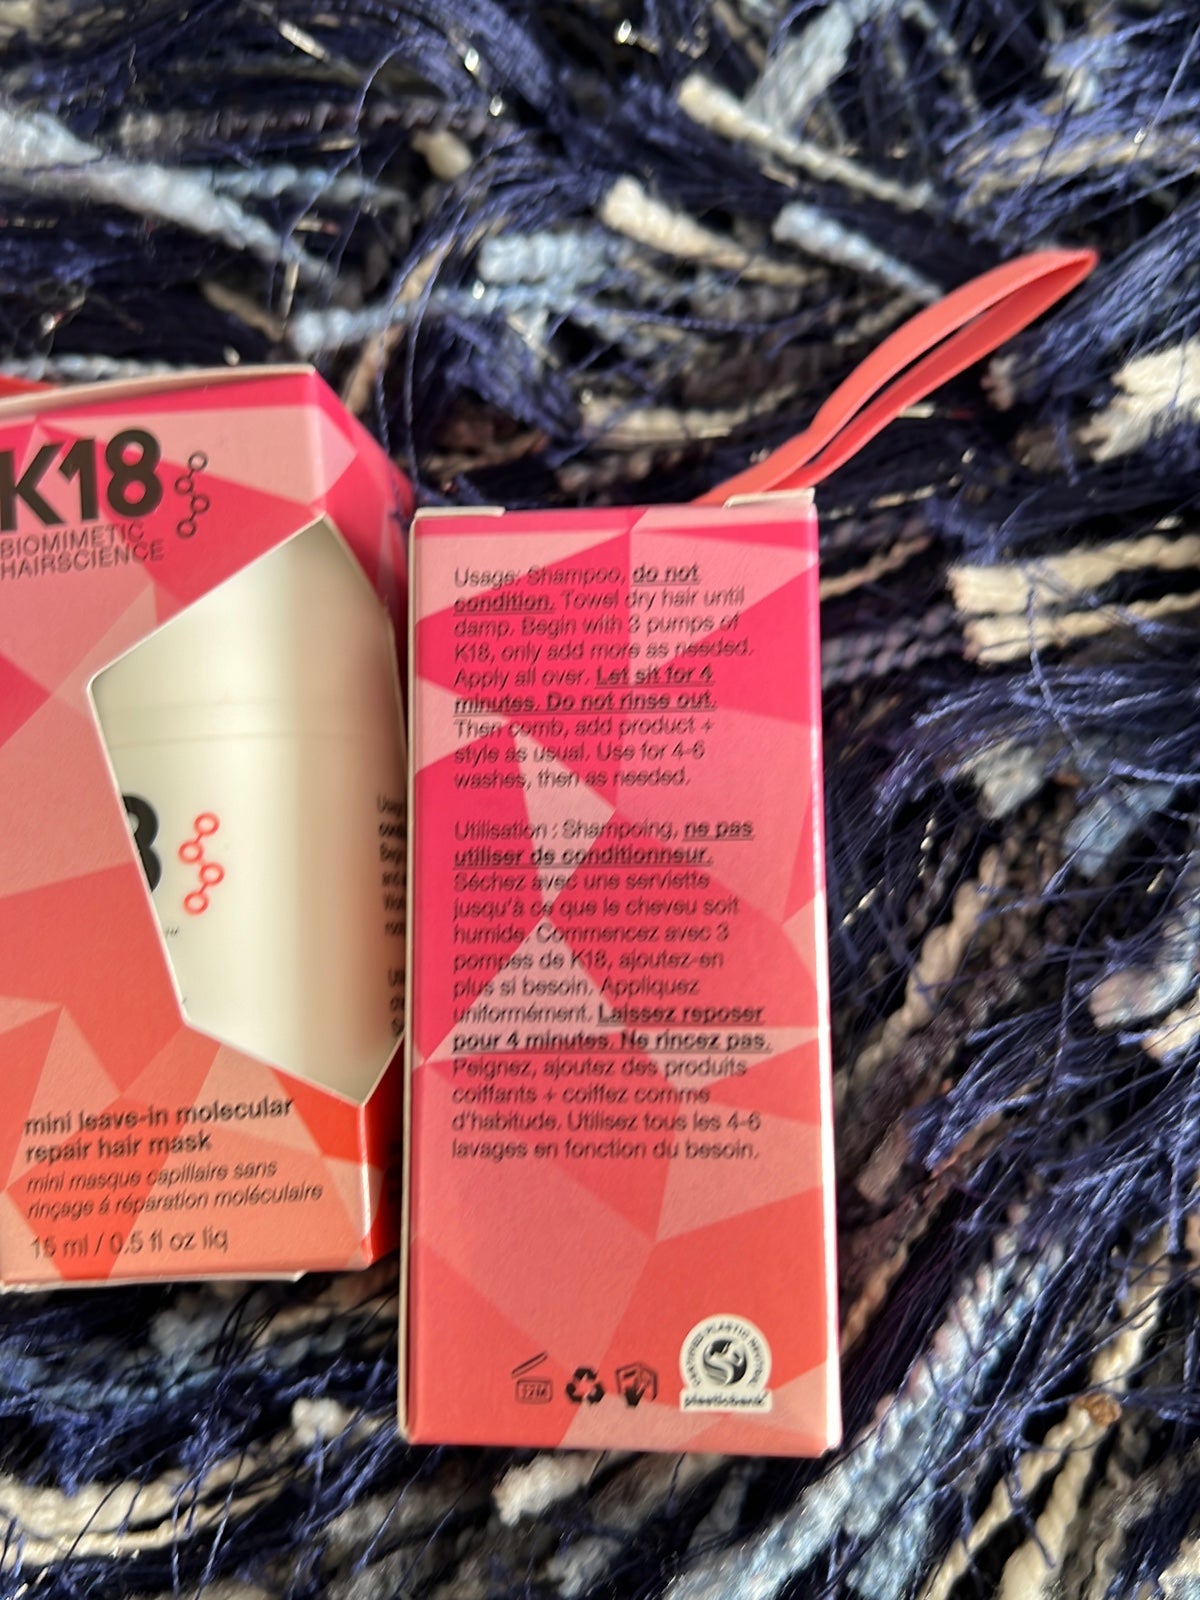 K18
BIOMIMETIC
HAIRSCIENCE
mini leave-in molecular
repair hair mask
mini masque capillaire sans
rinçage á réparation moléculaire
15 ml / 0.5 fl oz liq
Usage: Shampoo, do not
condition. Towel dry hair until
damp. Begin with 3 pumps of
K18, only add more as needed.
Apply all over. Let sit for 4
minutes. Do not rinse out.
Then comb, add product +
style as usual. Use for 4-6
washes, then as needed.
Utilisation : Shampoing, ne pas
utiliser de conditionneur.
Séchez avec une serviette
jusqu'à ce que le cheveu soit
humide. Commencez avec 3
pompes de K18, ajoutez-en
plus si besoin. Appliquez
uniformément. Laissez reposer
pour 4 minutes. Ne rincez pas.
Peignez, ajoutez des produits
coiffants + coiffez comme
d'habitude. Utilisez tous les 4-6
lavages en fonction du besoin.
12M
plasticbank